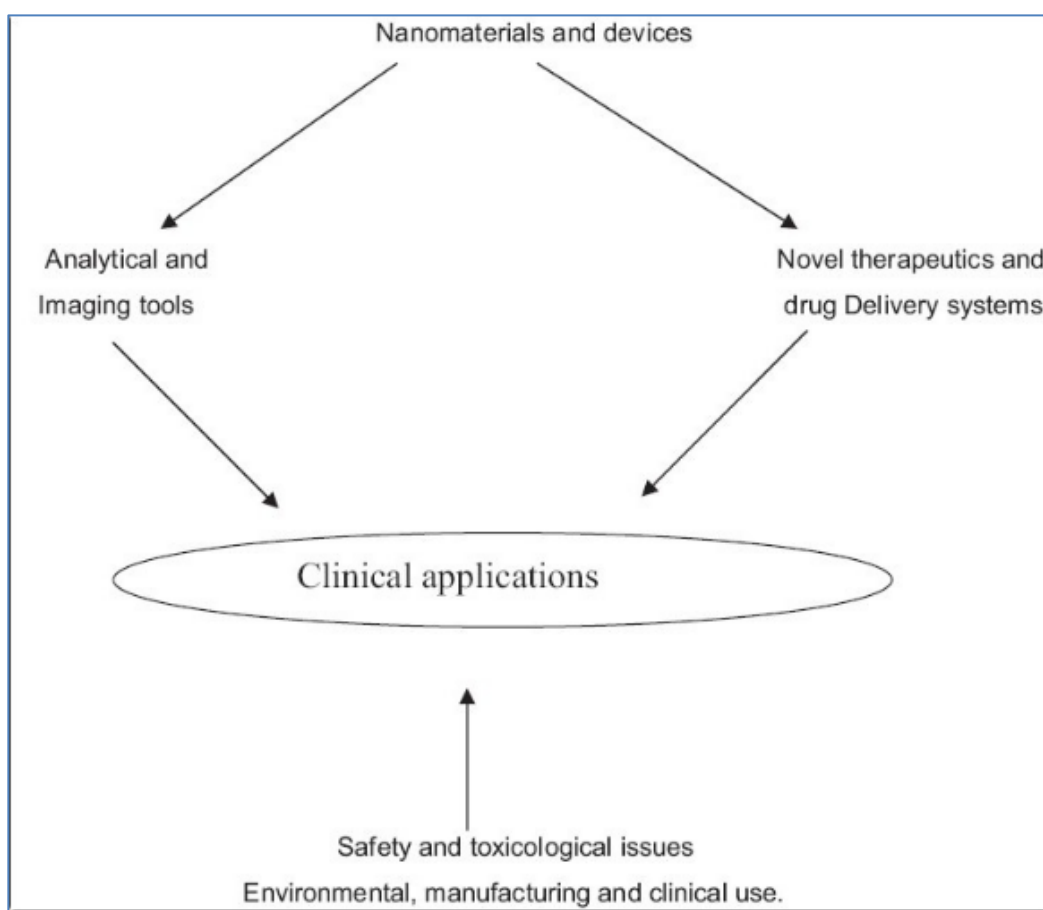 Nanomaterials and devices
Analytical and
Imaging tools
Novel therapeutics and
drug Delivery systems
Clinical applications
Safety and toxicological issues
Environmental, manufacturing and clinical use.